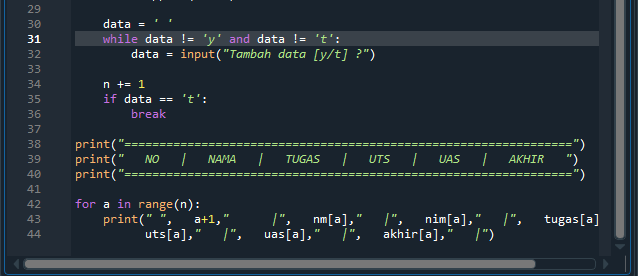 29
30 data = ' '
31 while data != 'y' and data != 't':
32 data = input("Tambah data [y/t] ?")
33
34 n += 1
35 if data == 't':
36 break
37
38 print("================================================================")
39 print("  NO   |   NAMA   |   TUGAS   |   UTS   |   UAS   |   AKHIR   ")
40 print("================================================================")
41
42 for a in range(n):
43 print(" ",   a+1,"      |",   nm[a],"  |",   nim[a],"   |",   tugas[a]
44 uts[a],"   |",   uas[a],"   |",   akhir[a],"   |")